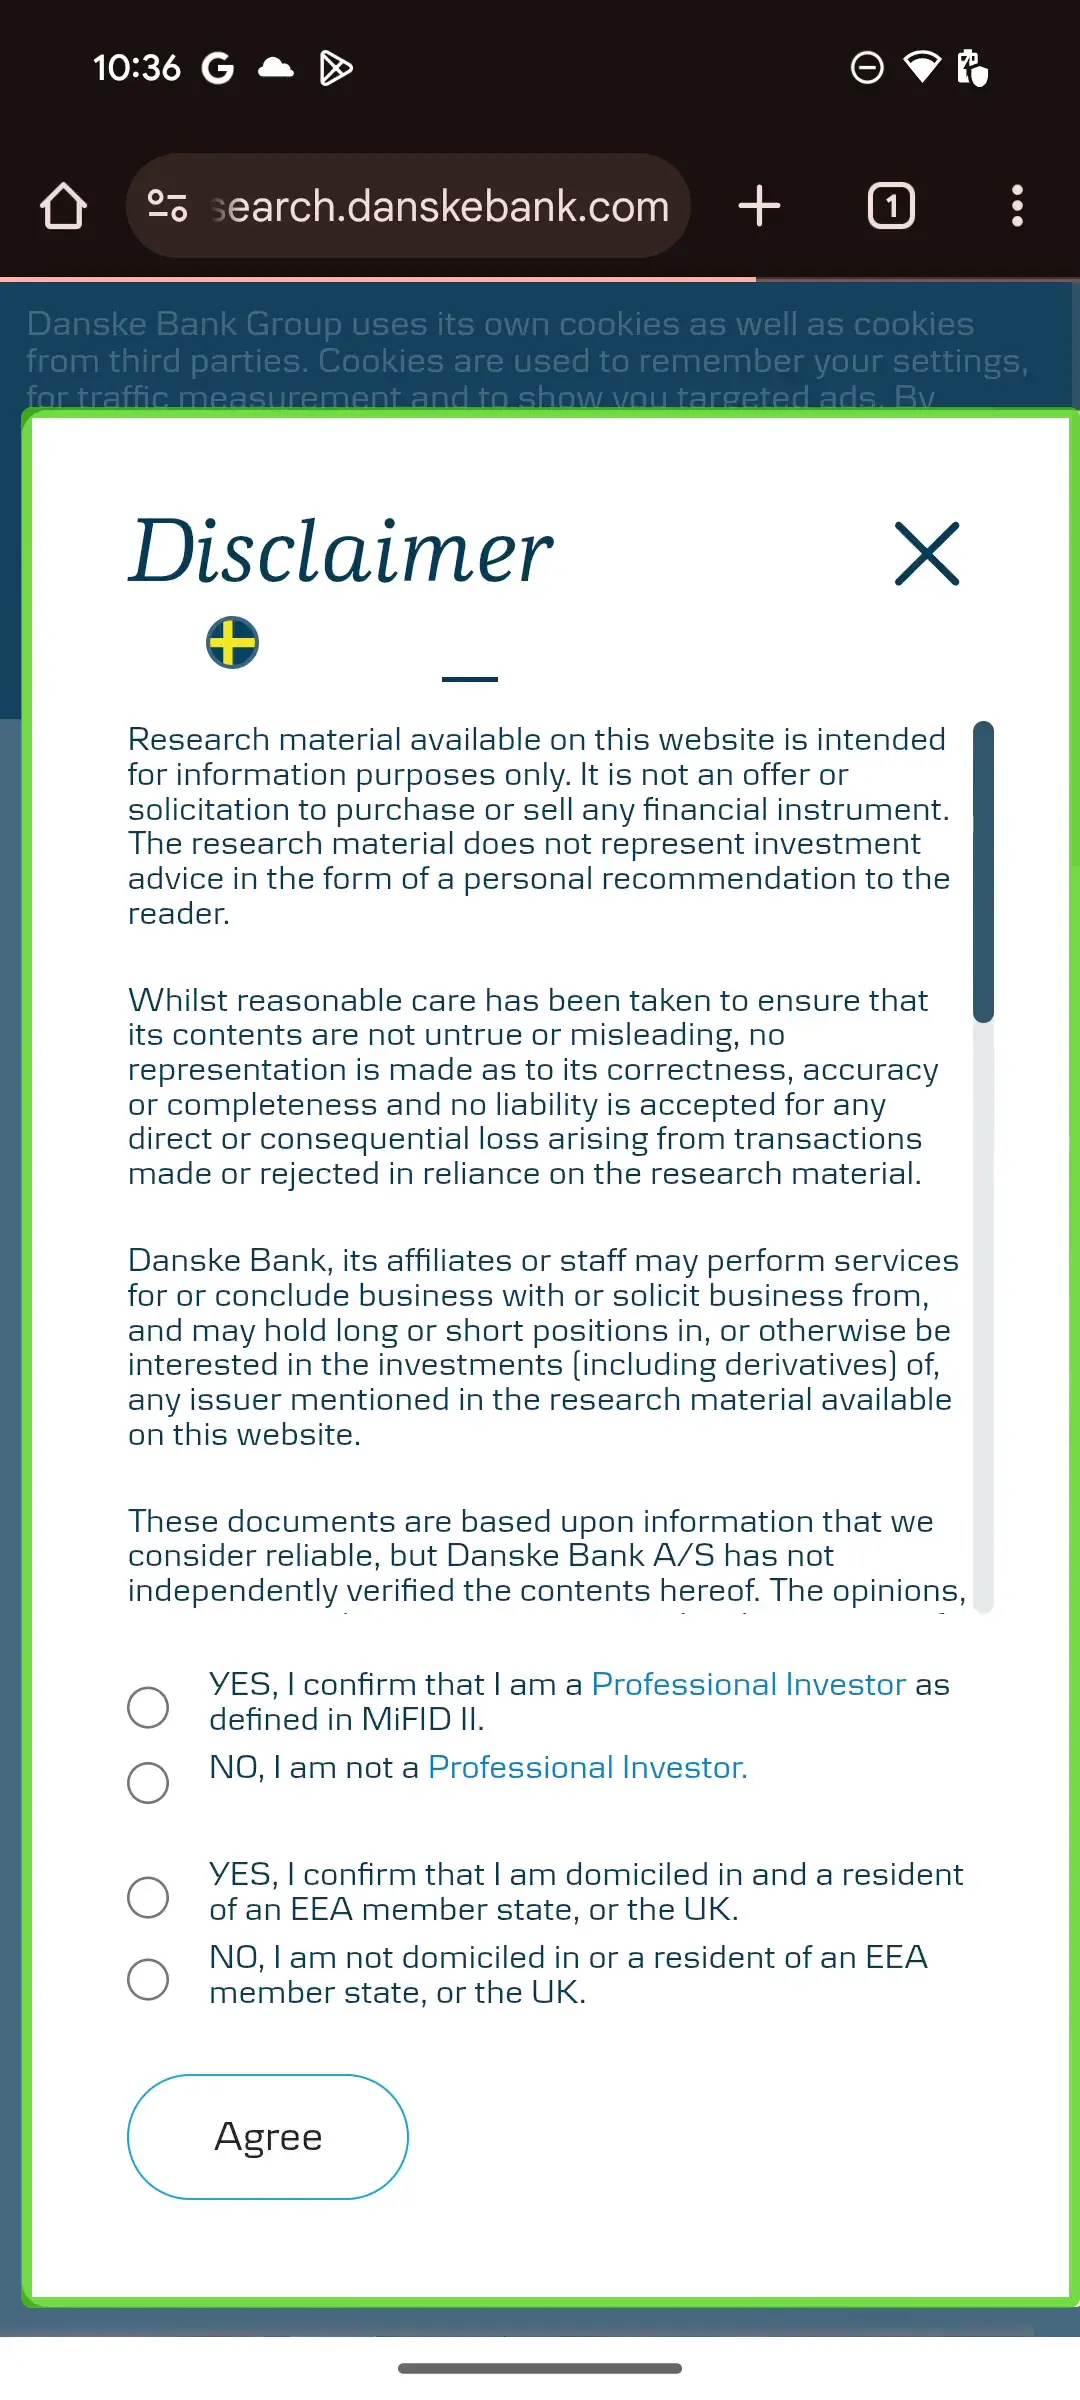 10:36
search.danskebank.com
1
Danske Bank Group uses its own cookies as well as cookies
from third parties. Cookies are used to remember your settings,
for traffic measurement and to show you targeted ads. By
Disclaimer
Research material available on this website is intended
for information purposes only. It is not an offer or
solicitation to purchase or sell any financial instrument.
The research material does not represent investment
advice in the form of a personal recommendation to the
reader.
Whilst reasonable care has been taken to ensure that
its contents are not untrue or misleading, no
representation is made as to its correctness, accuracy
or completeness and no liability is accepted for any
direct or consequential loss arising from transactions
made or rejected in reliance on the research material.
Danske Bank, its affiliates or staff may perform services
for or conclude business with or solicit business from,
and may hold long or short positions in, or otherwise be
interested in the investments (including derivatives) of,
any issuer mentioned in the research material available
on this website.
These documents are based upon information that we
consider reliable, but Danske Bank A/S has not
independently verified the contents hereof. The opinions,
YES, I confirm that I am a Professional Investor as
defined in MiFID II.
NO, I am not a Professional Investor.
YES, I confirm that I am domiciled in and a resident
of an EEA member state, or the UK.
NO, I am not domiciled in or a resident of an EEA
member state, or the UK.
Agree